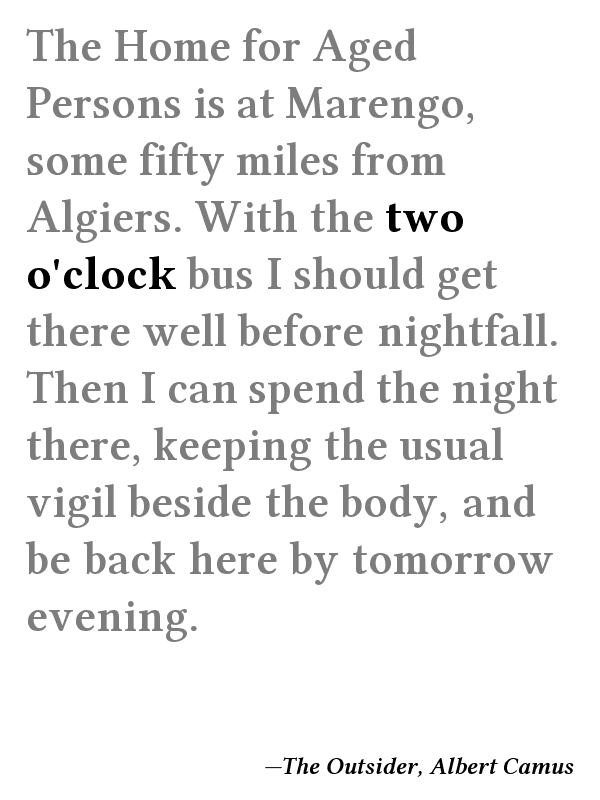 The Home for Aged
Persons is at Marengo,
some fifty miles from
Algiers. With the two
o'clock bus I should get
there well before nightfall.
Then I can spend the night
there, keeping the usual
vigil beside the body, and
be back here by tomorrow
evening.
—The Outsider, Albert Camus